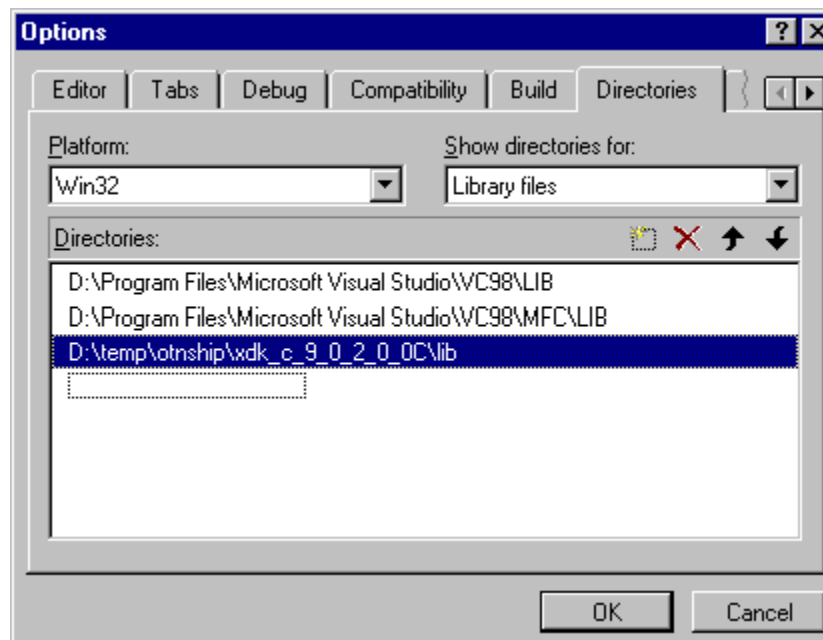 Options
Editor Tabs Debug Compatibility Build Directories
Platform: Show directories for:
Win32 Library files
Directories:
D:\Program Files\Microsoft Visual Studio\VC98\LIB
D:\Program Files\Microsoft Visual Studio\VC98\MFC\LIB
D:\temp\otnship\xdk_c_9_0_2_0_0C\lib
OK Cancel